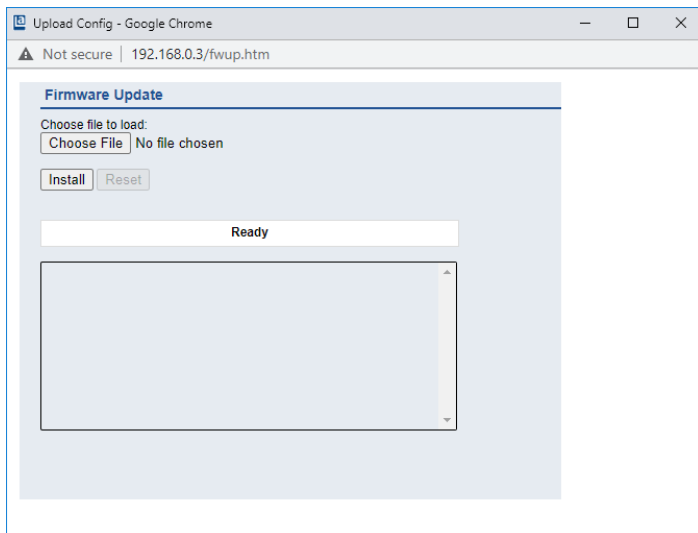 Upload Config - Google Chrome
Not secure | 192.168.0.3/fwup.htm
Firmware Update
Choose file to load:
Choose File No file chosen
Install Reset
Ready